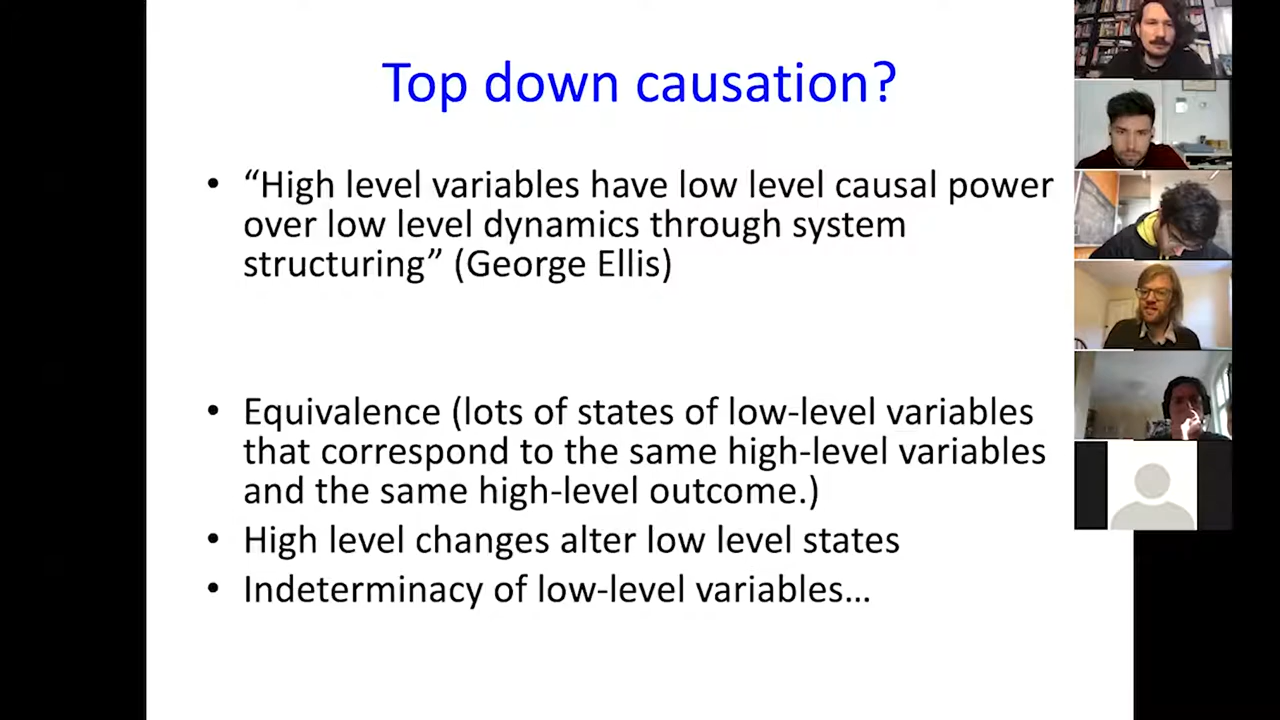 Top down causation?
• “High level variables have low level causal power
over low level dynamics through system
structuring” (George Ellis)
• Equivalence (lots of states of low-level variables
that correspond to the same high-level variables
and the same high-level outcome.)
• High level changes alter low level states
• Indeterminacy of low-level variables…